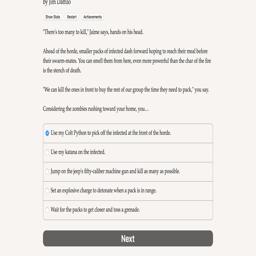 by Jim Dattilo
Show Stats Restart Achievements
"There's too many to kill," Jaime says, hands on his head.
Ahead of the horde, smaller packs of infected dash forward hoping to reach their meal before
their swarm-mates. You can smell them from here, even more powerful than the char of the fire
is the stench of death.
"We can kill the ones in front to buy the rest of our group the time they need to pack," you say.
Considering the zombies rushing toward your home, you…
Use my Colt Python to pick off the infected at the front of the horde.
Use my katana on the infected.
Jump on the jeep's fifty-caliber machine gun and kill as many as possible.
Set an explosive charge to detonate when a pack is in range.
Wait for the packs to get closer and toss a grenade.
Next